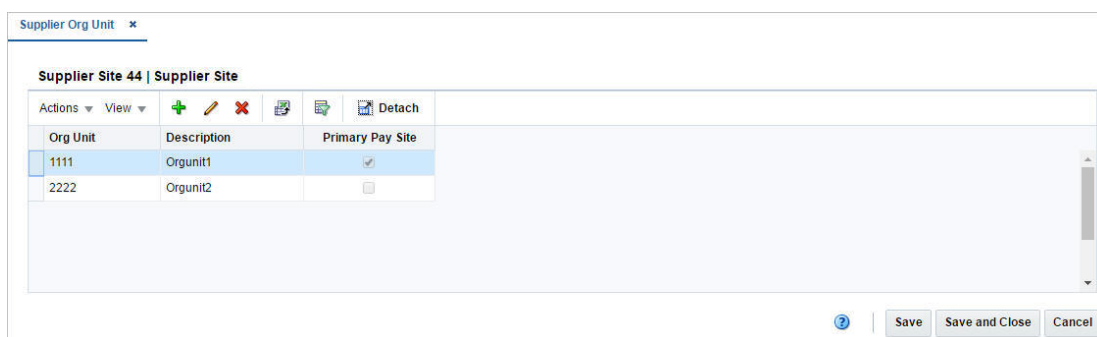 Supplier Org Unit
Supplier Site 44 | Supplier Site
Actions View Detach
Org Unit Description Primary Pay Site
1111 Orgunit1
2222 Orgunit2
? Save Save and Close Cancel